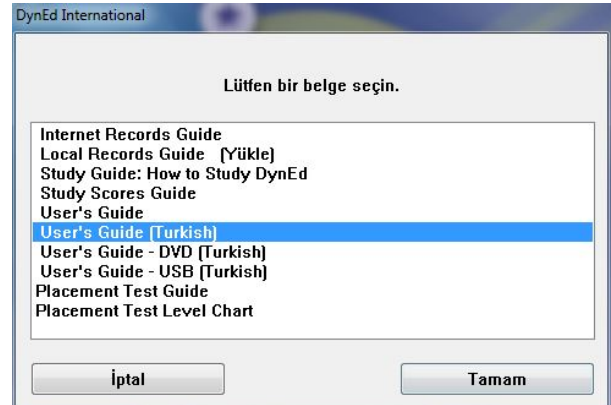 DynEd International
Lütfen bir belge seçin.
Internet Records Guide
Local Records Guide (Yükle)
Study Guide: How to Study DynEd
Study Scores Guide
User's Guide
User's Guide (Turkish)
User's Guide - DVD (Turkish)
User's Guide - USB (Turkish)
Placement Test Guide
Placement Test Level Chart
İptal Tamam